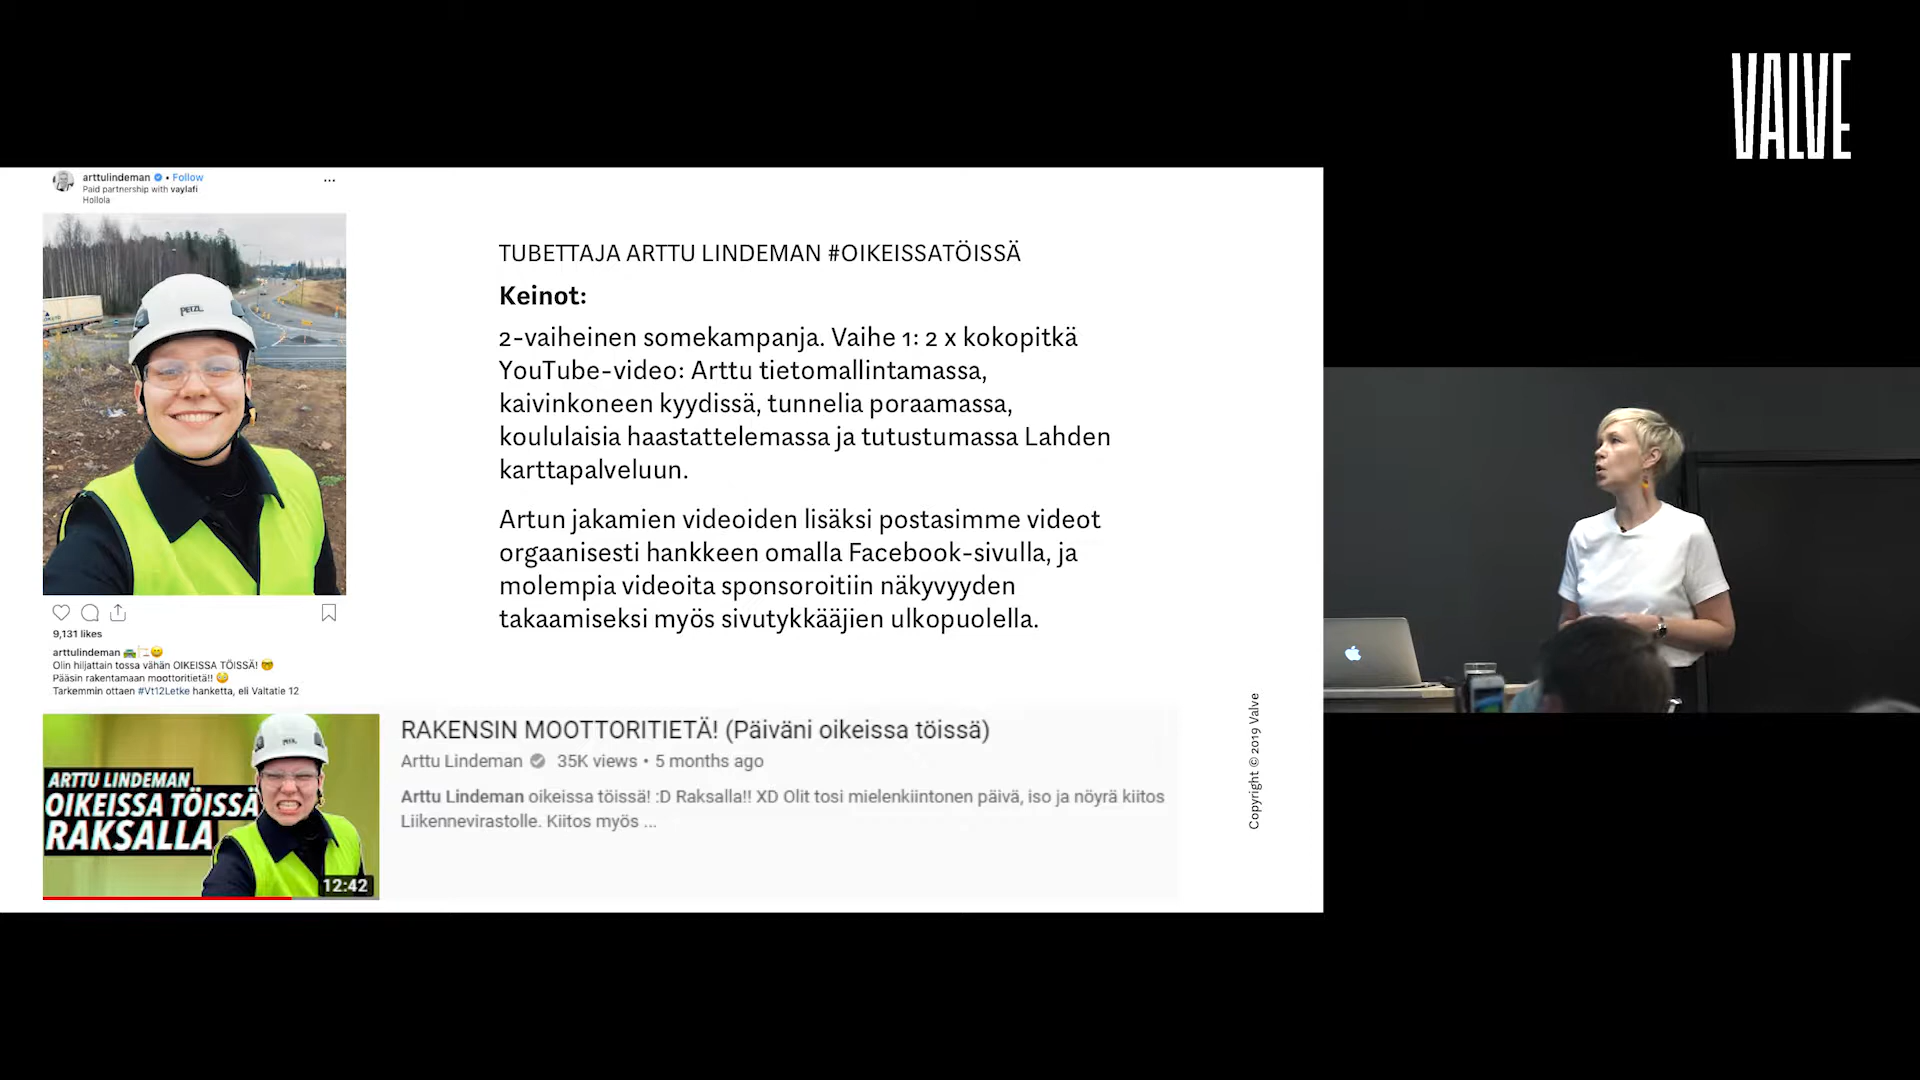 VALVE
arttulindeman • Follow
Paid partnership with vaylafi
Hollola
PETZL
9,131 likes
arttulindeman
Olin hiljattain tossa vähän OIKEISSA TÖISSÄ!
Pääsin rakentamaan moottoritietä!!
Tarkemmin ottaen #Vt12Letke hanketta, eli Valtatie 12
TUBETTAJA ARTTU LINDEMAN #OIKEISSATÖISSÄ
Keinot:
2-vaiheinen somekampanja. Vaihe 1: 2 x kokopitkä
YouTube-video: Arttu tietomallintamassa,
kaivinkoneen kyydissä, tunnelia poraamassa,
koululaisia haastattelemassa ja tutustumassa Lahden
karttapalveluun.
Artun jakamien videoiden lisäksi postasimme videot
orgaanisesti hankkeen omalla Facebook-sivulla, ja
molempia videoita sponsoroitiin näkyvyyden
takaamiseksi myös sivutykkääjien ulkopuolella.
ARTTU LINDEMAN
OIKEISSA TÖISSÄ
RAKSALLA
12:42
RAKENSIN MOOTTORITIETÄ! (Päiväni oikeissa töissä)
Arttu Lindeman 35K views • 5 months ago
Arttu Lindeman oikeissa töissä! :D Raksalla!! XD Olit tosi mielenkiintonen päivä, iso ja nöyrä kiitos
Liikennevirastolle. Kiitos myös ...
Copyright © 2019 Valve